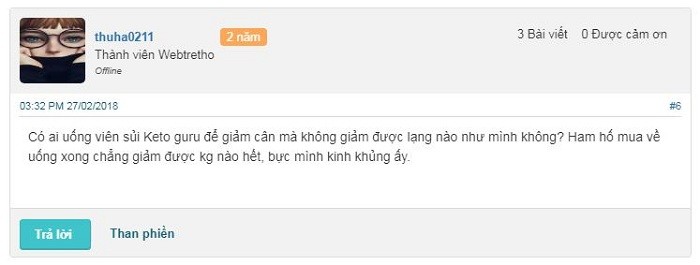 thuha0211 2 năm 3 Bài viết 0 Được cảm ơn
Thành viên Webtretho
Offline
03:32 PM 27/02/2018 #6
Có ai uống viên sủi Keto guru để giảm cân mà không giảm được lạng nào như mình không? Ham hố mua về
uống xong chẳng giảm được kg nào hết, bực mình kinh khủng ấy.
Trả lời Than phiền